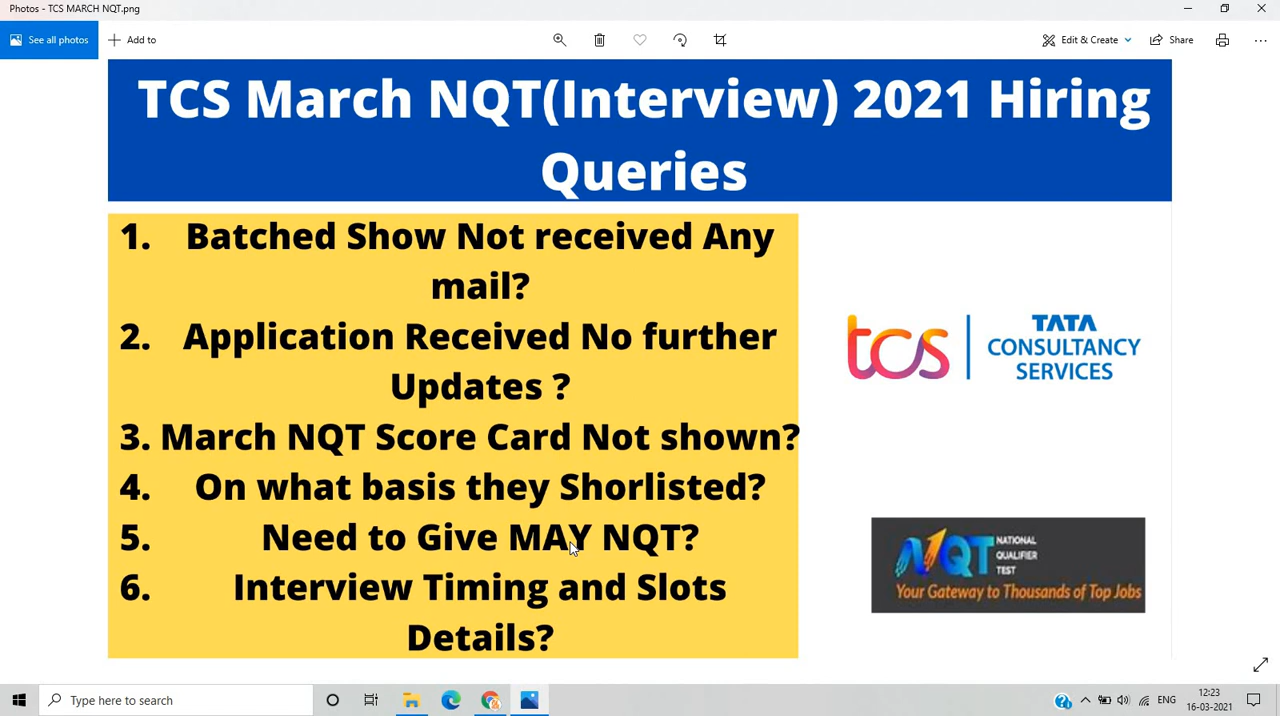 Photos - TCS MARCH NQT.png
See all photos
Add to
Edit & Create
Share
TCS March NQT(Interview) 2021 Hiring
Queries
1. Batched Show Not received Any
mail?
2. Application Received No further
Updates ?
3. March NQT Score Card Not shown?
4. On what basis they Shorlisted?
5. Need to Give MAY NQT?
6. Interview Timing and Slots
Details?
tcs
TATA
CONSULTANCY
SERVICES
NQT
NATIONAL
QUALIFIER
TEST
Your Gateway to Thousands of Top Jobs
Type here to search
ENG
12:23
16-03-2021